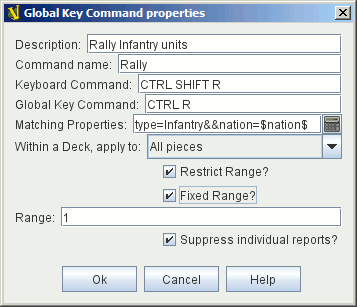 Global Key Command properties
Description: Rally Infantry units
Command name: Rally
Keyboard Command: CTRL SHIFT R
Global Key Command: CTRL R
Matching Properties: type=Infantry&&nation=$nation$
Within a Deck, apply to: All pieces
Restrict Range?
Fixed Range?
Range: 1
Suppress individual reports?
Ok Cancel Help